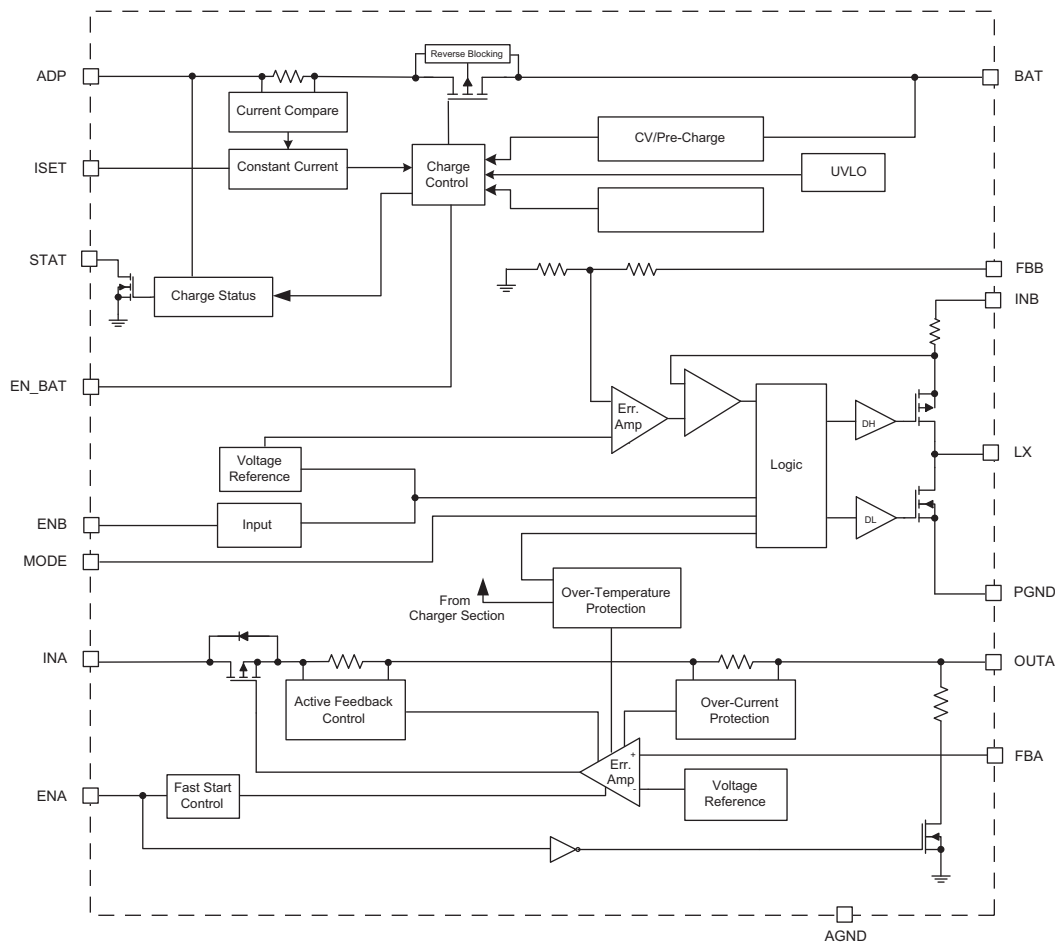 Reverse Blocking
ADP
BAT
Current Compare
CV/Pre-Charge
ISET
Constant Current
Charge
Control
UVLO
STAT
Charge Status
FBB
INB
EN_BAT
Err.
Amp
DH
Voltage
Reference
Logic
LX
ENB
Input
DL
MODE
From
Charger Section
Over-Temperature
Protection
PGND
INA
OUTA
Active Feedback
Control
Over-Current
Protection
+
Err.
Amp
-
FBA
ENA
Fast Start
Control
Voltage
Reference
AGND